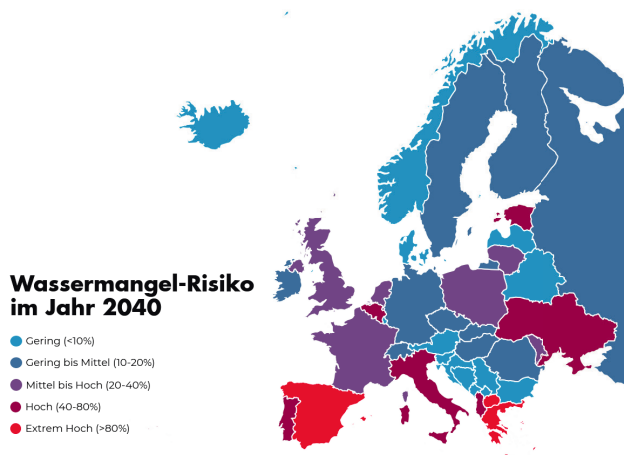 Wassermangel-Risiko
im Jahr 2040
Gering (<10%)
Gering bis Mittel (10-20%)
Mittel bis Hoch (20-40%)
Hoch (40-80%)
Extrem Hoch (>80%)